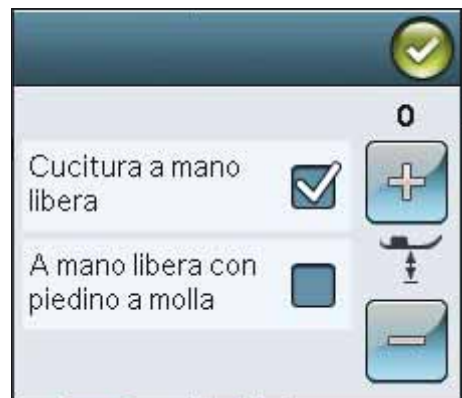 0
Cucitura a mano
libera
A mano libera con
piedino a molla